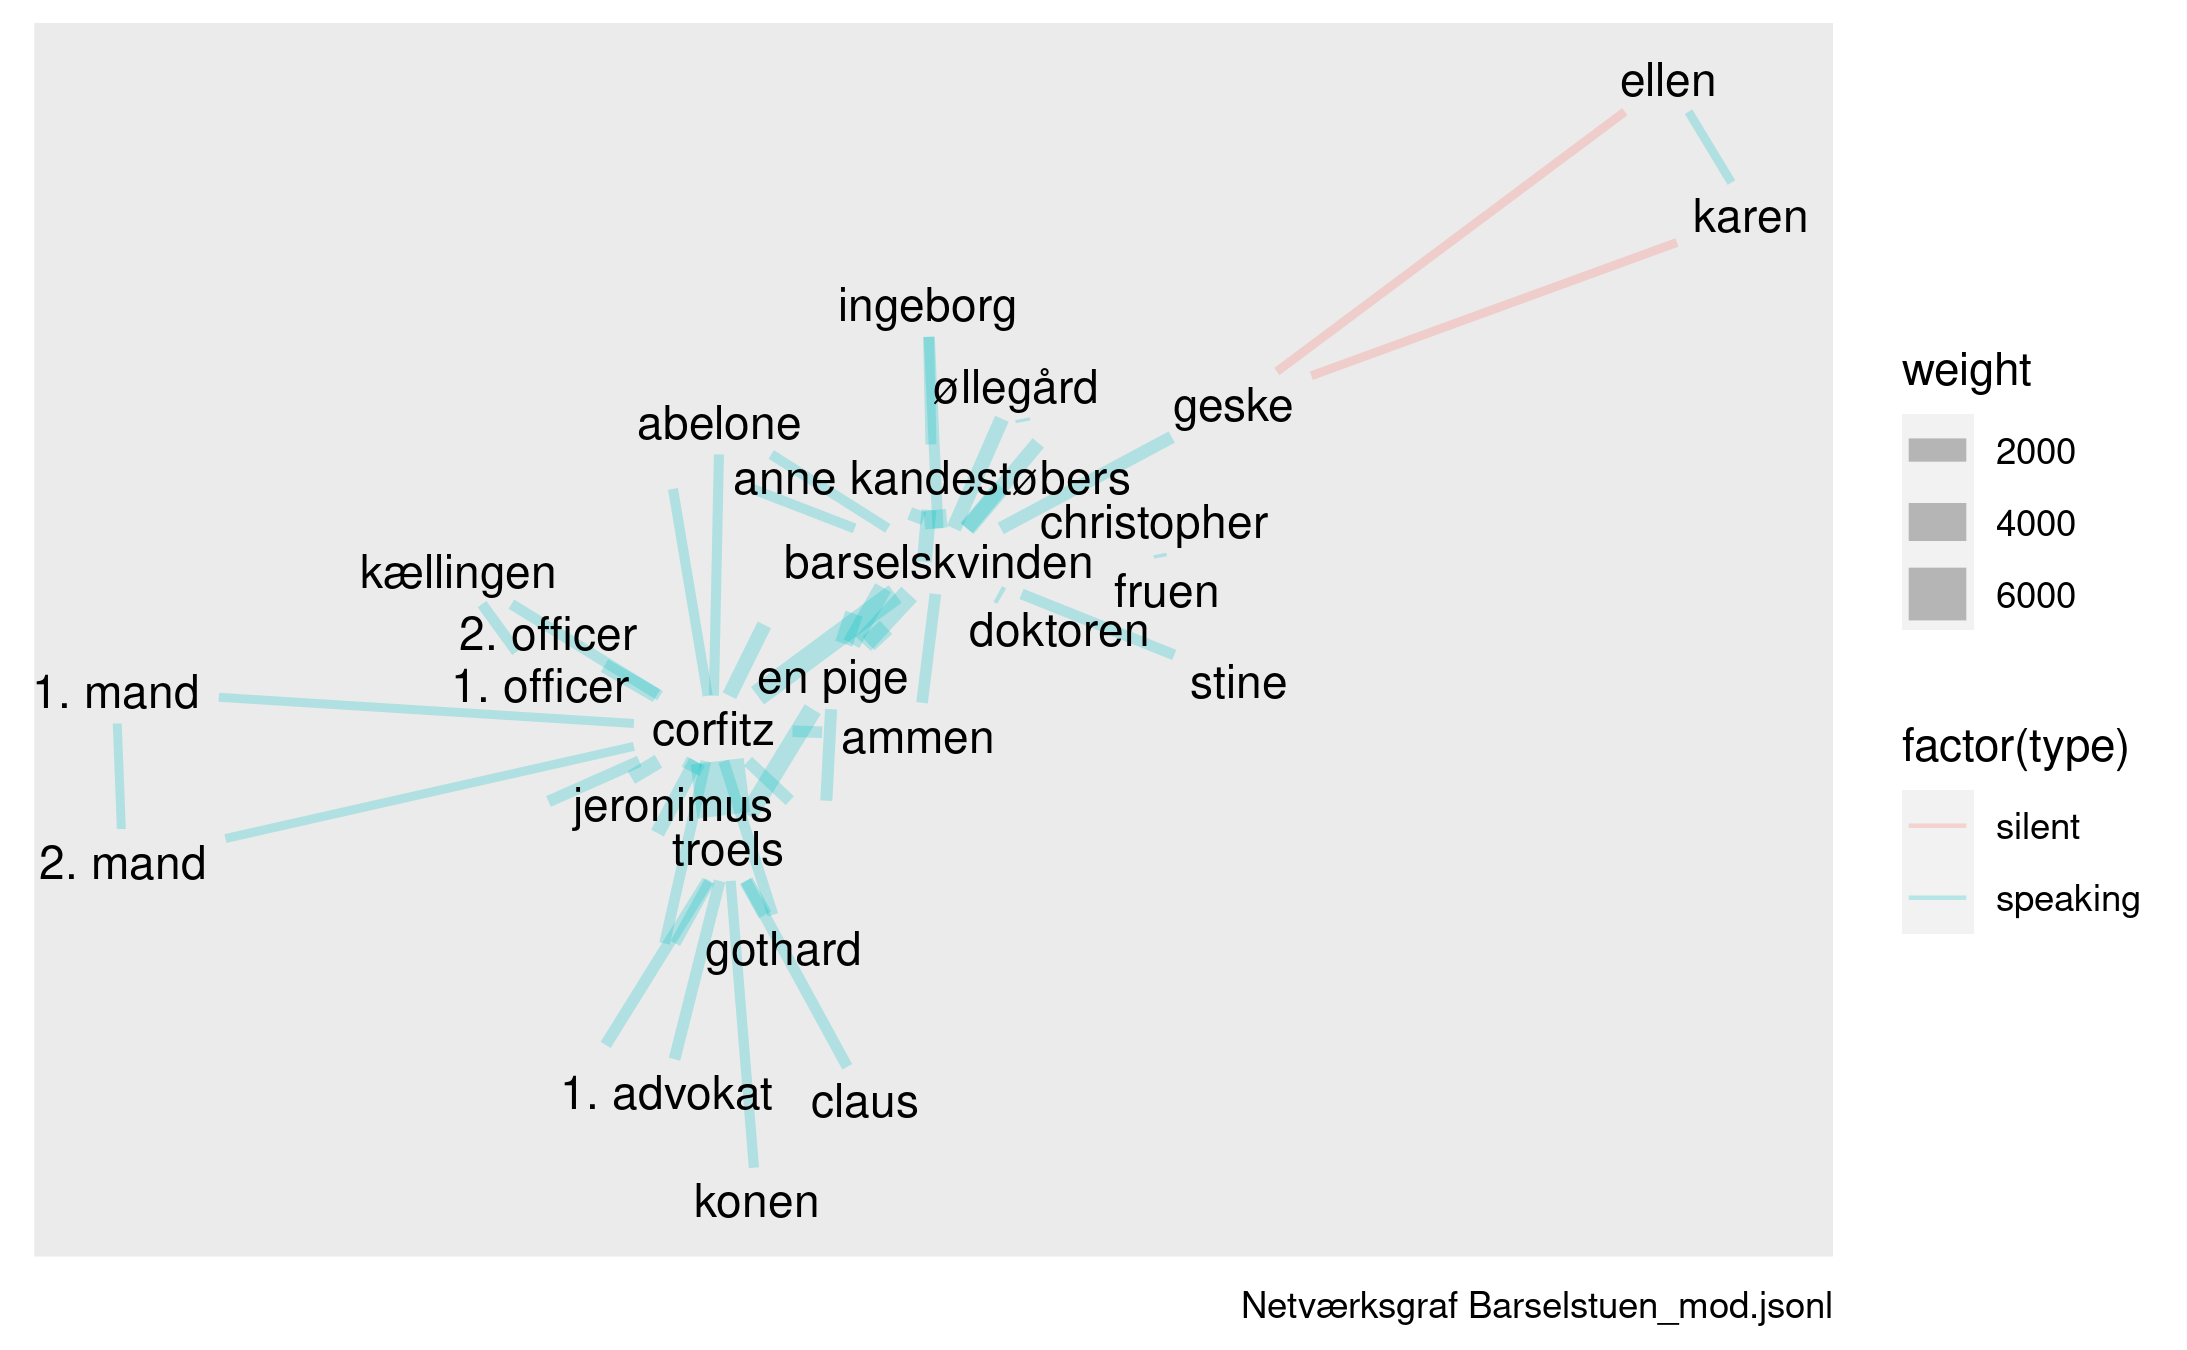 ellen
karen
ingeborg
øllegård
geske
abelone
anne kandestøbers
christopher
barselskvinden
kællingen
fruen
2. officer
doktoren
en pige
stine
1. officer
1. mand
corfitz
ammen
jeronimus
troels
2. mand
gothard
1. advokat
claus
konen
weight
2000
4000
6000
factor(type)
silent
speaking
Netværksgraf Barselstuen_mod.jsonl